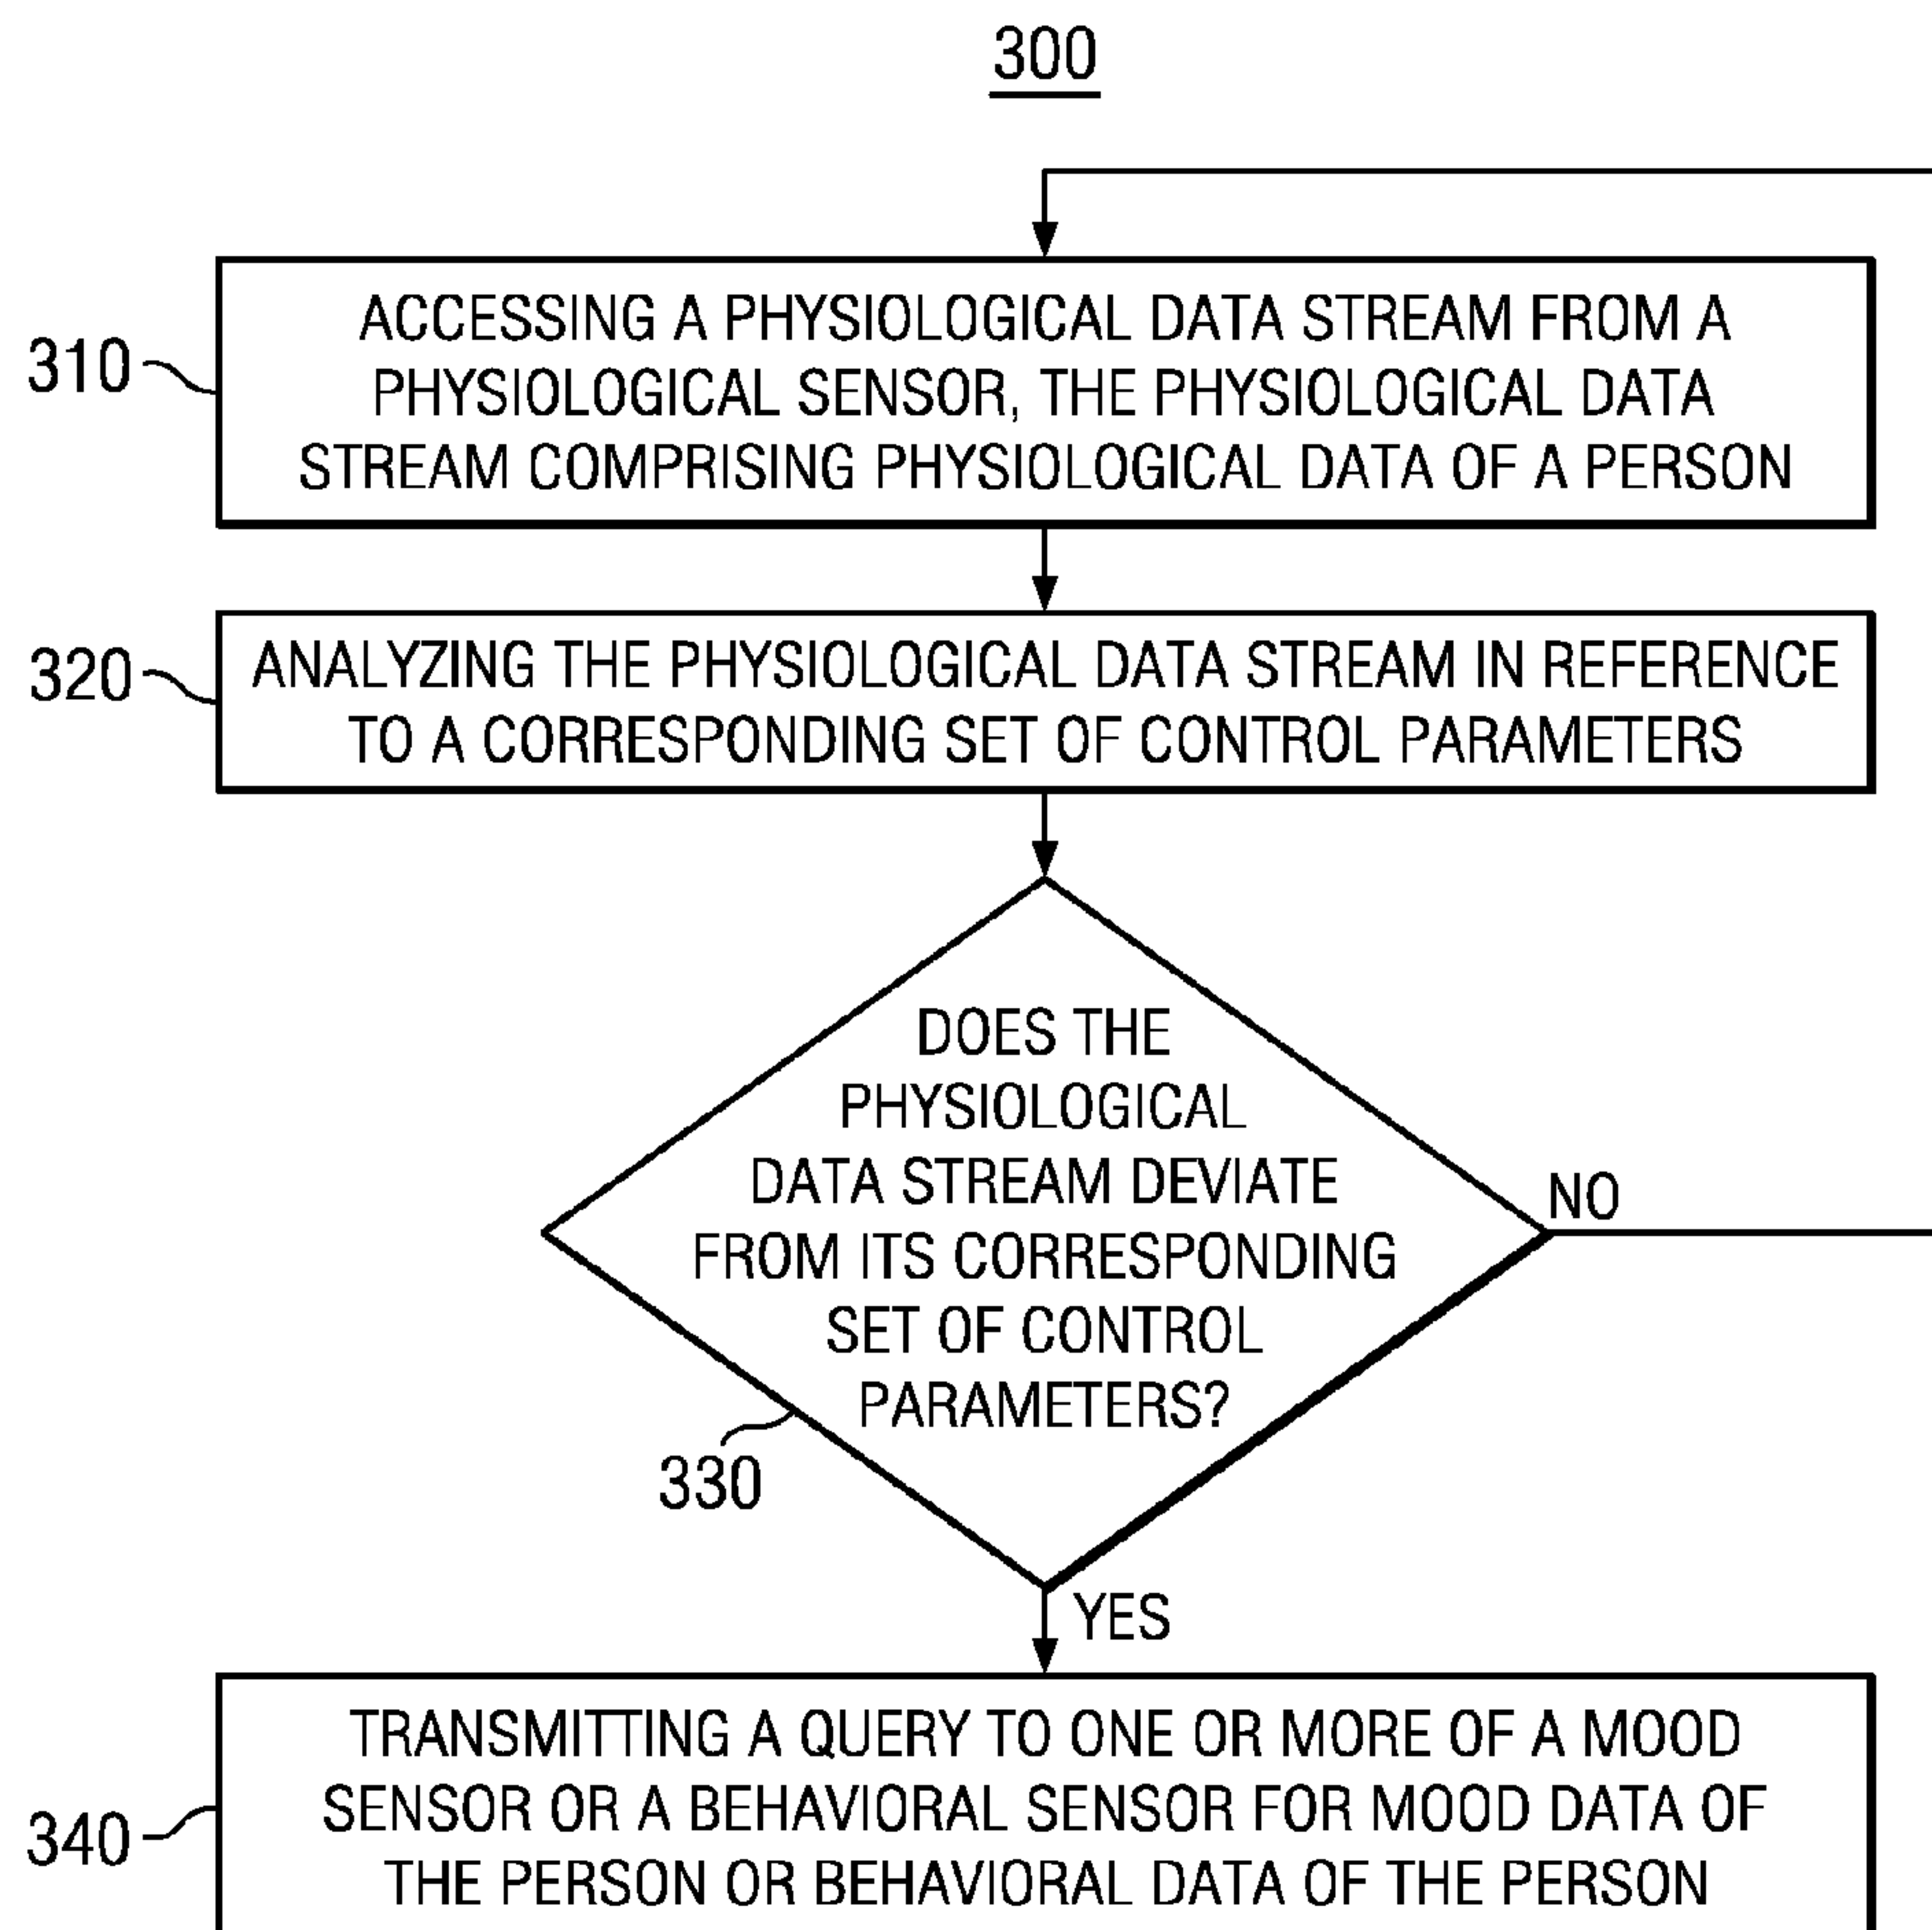 300
310
ACCESSING A PHYSIOLOGICAL DATA STREAM FROM A
PHYSIOLOGICAL SENSOR, THE PHYSIOLOGICAL DATA
STREAM COMPRISING PHYSIOLOGICAL DATA OF A PERSON
320
ANALYZING THE PHYSIOLOGICAL DATA STREAM IN REFERENCE
TO A CORRESPONDING SET OF CONTROL PARAMETERS
DOES THE
PHYSIOLOGICAL
DATA STREAM DEVIATE
FROM ITS CORRESPONDING
SET OF CONTROL
PARAMETERS?
NO
330
YES
340
TRANSMITTING A QUERY TO ONE OR MORE OF A MOOD
SENSOR OR A BEHAVIORAL SENSOR FOR MOOD DATA OF
THE PERSON OR BEHAVIORAL DATA OF THE PERSON